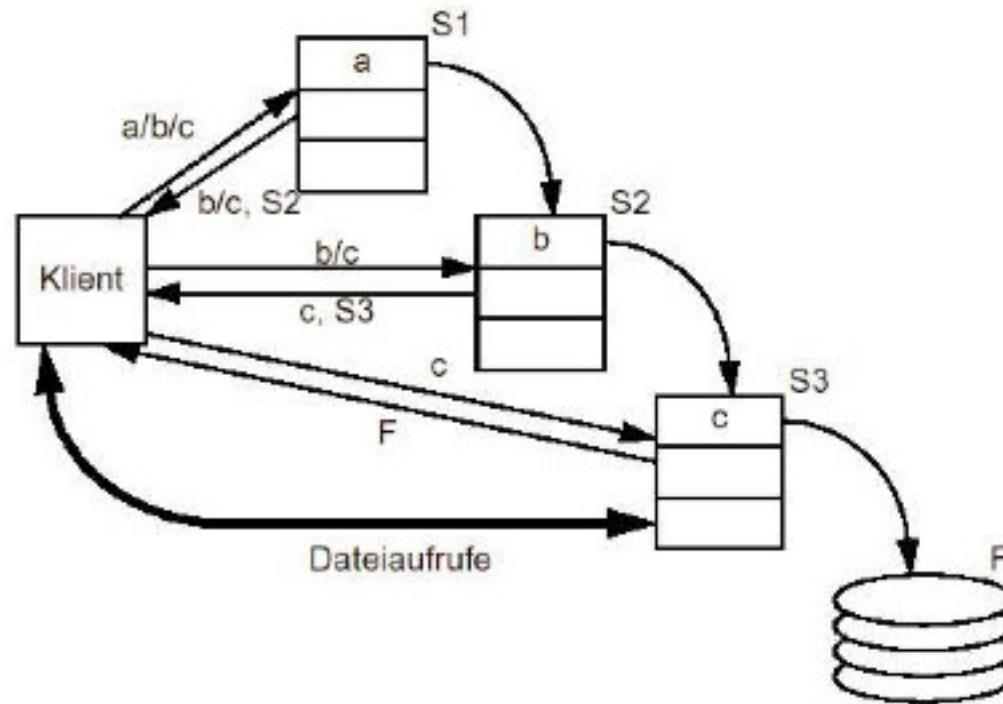 S1
a
a/b/c
b/c, S2
S2
b
b/c
Klient
c, S3
c
S3
c
F
Dateiaufrufe
F